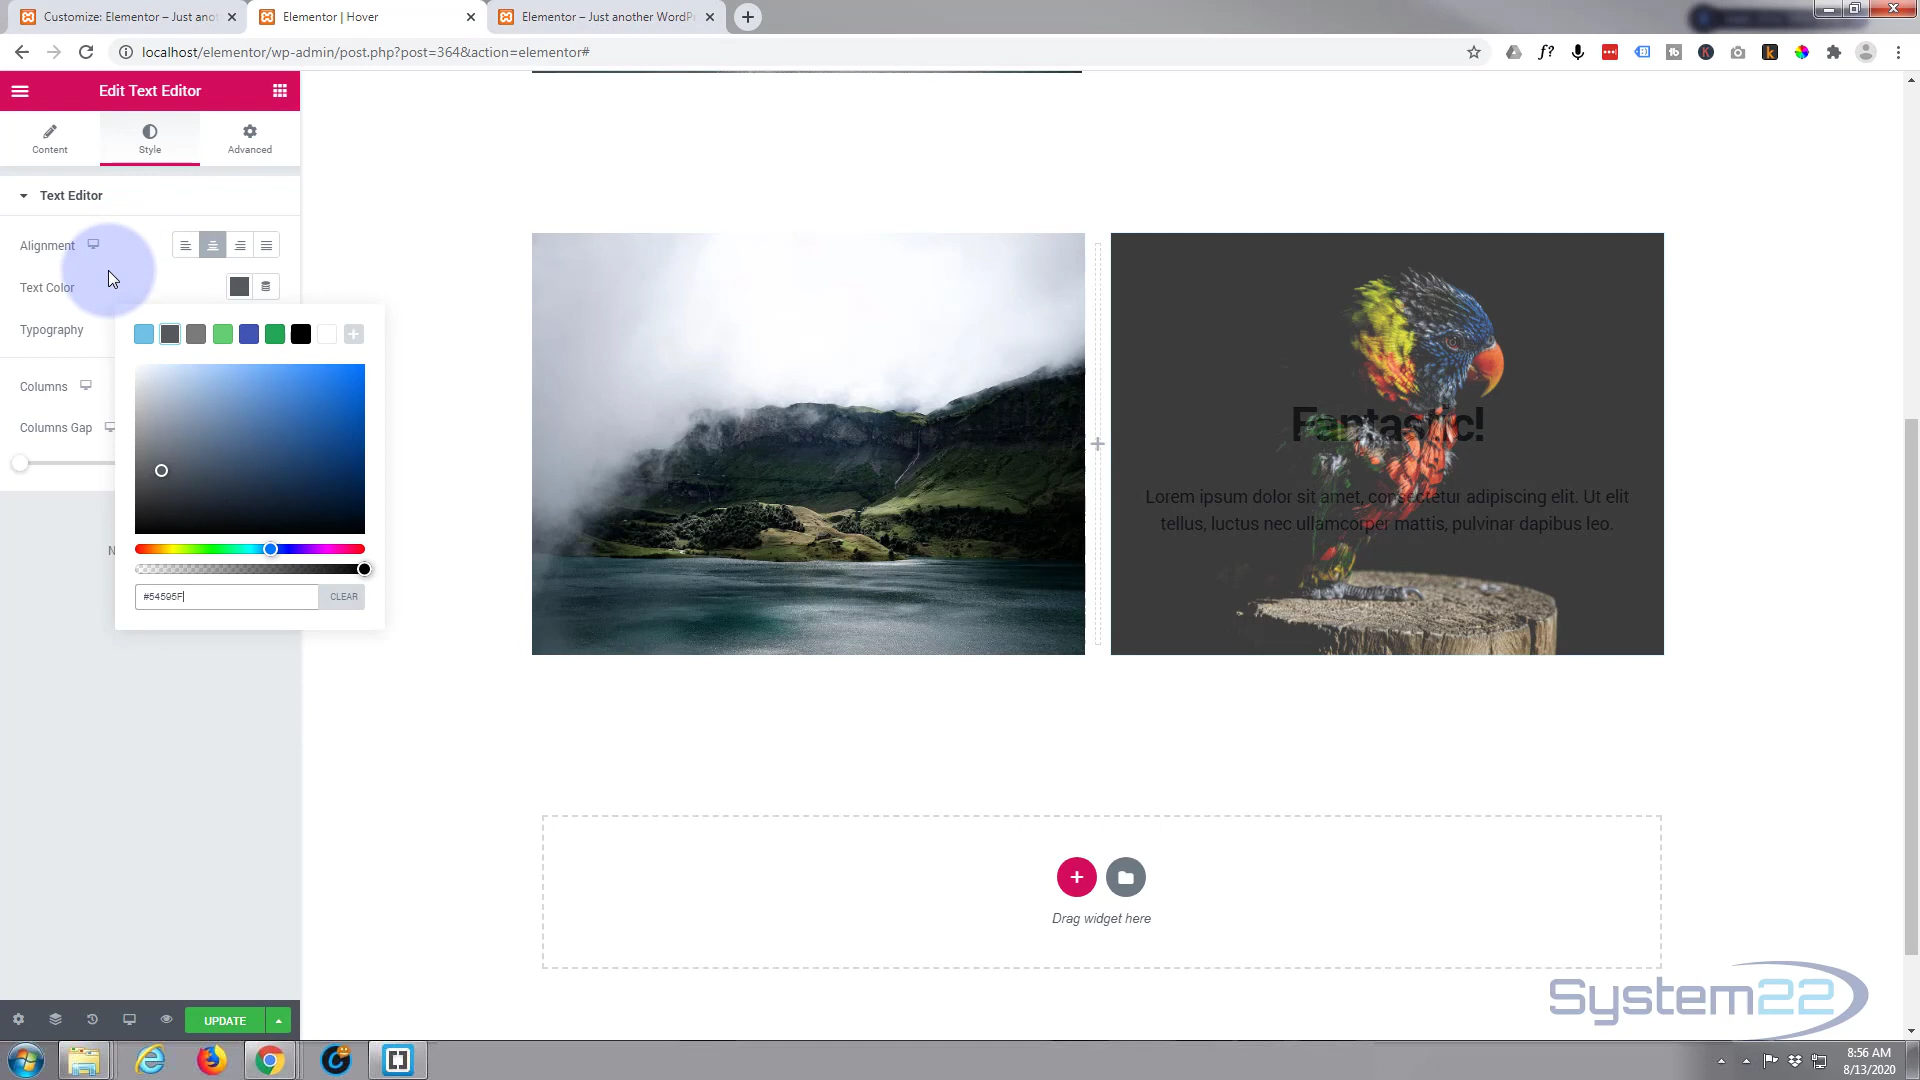 Customize: Elementor – Just anot
Elementor | Hover
Elementor – Just another WordP
localhost/elementor/wp-admin/post.php?post=364&action=elementor#
Edit Text Editor
Content
Style
Advanced
Text Editor
Alignment
Text Color
Typography
Columns
Columns Gap
N
#54595F
CLEAR
Fantastic!
Lorem ipsum dolor sit amet, consectetur adipiscing elit. Ut elit
tellus, luctus nec ullamcorper mattis, pulvinar dapibus leo.
Drag widget here
System22
UPDATE
8:56 AM
8/13/2020